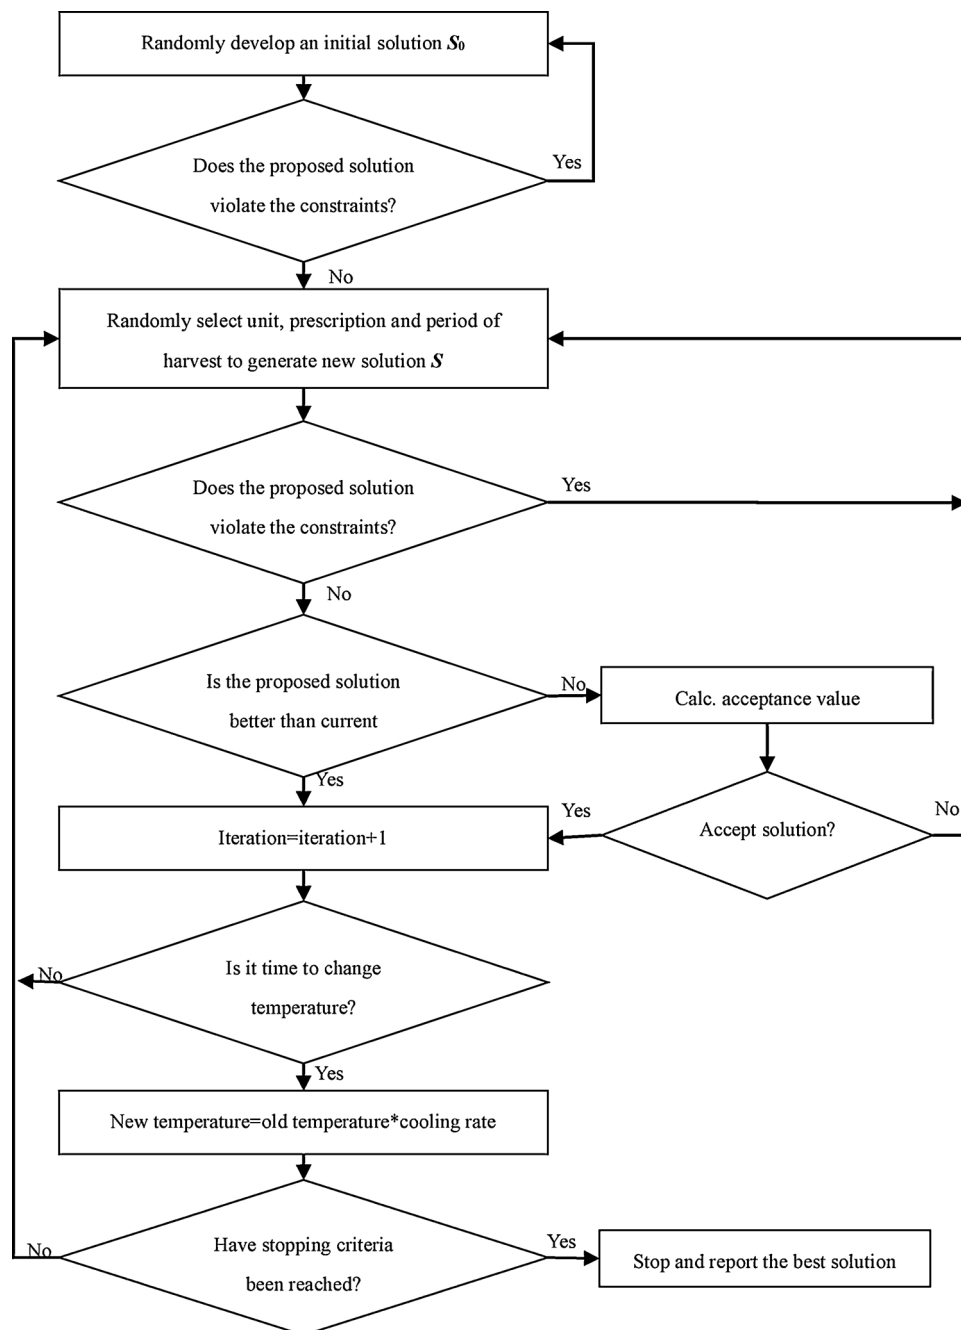 Randomly develop an initial solution S0
Does the proposed solution
violate the constraints?
Yes
No
Randomly select unit, prescription and period of
harvest to generate new solution S
Does the proposed solution
violate the constraints?
Yes
No
Is the proposed solution
better than current
No
Calc. acceptance value
Yes
Iteration=iteration+1
Yes
Accept solution?
No
Is it time to change
temperature?
No
Yes
New temperature=old temperature*cooling rate
Have stopping criteria
been reached?
No
Yes
Stop and report the best solution